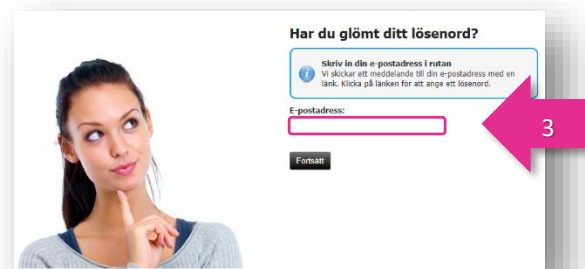 Har du glömt ditt lösenord?
Skriv in din e-postadress i rutan
Vi skickar ett meddelande till din e-postadress med en
länk. Klicka på länken för att ange ett lösenord.
E-postadress:
3
Fortsätt